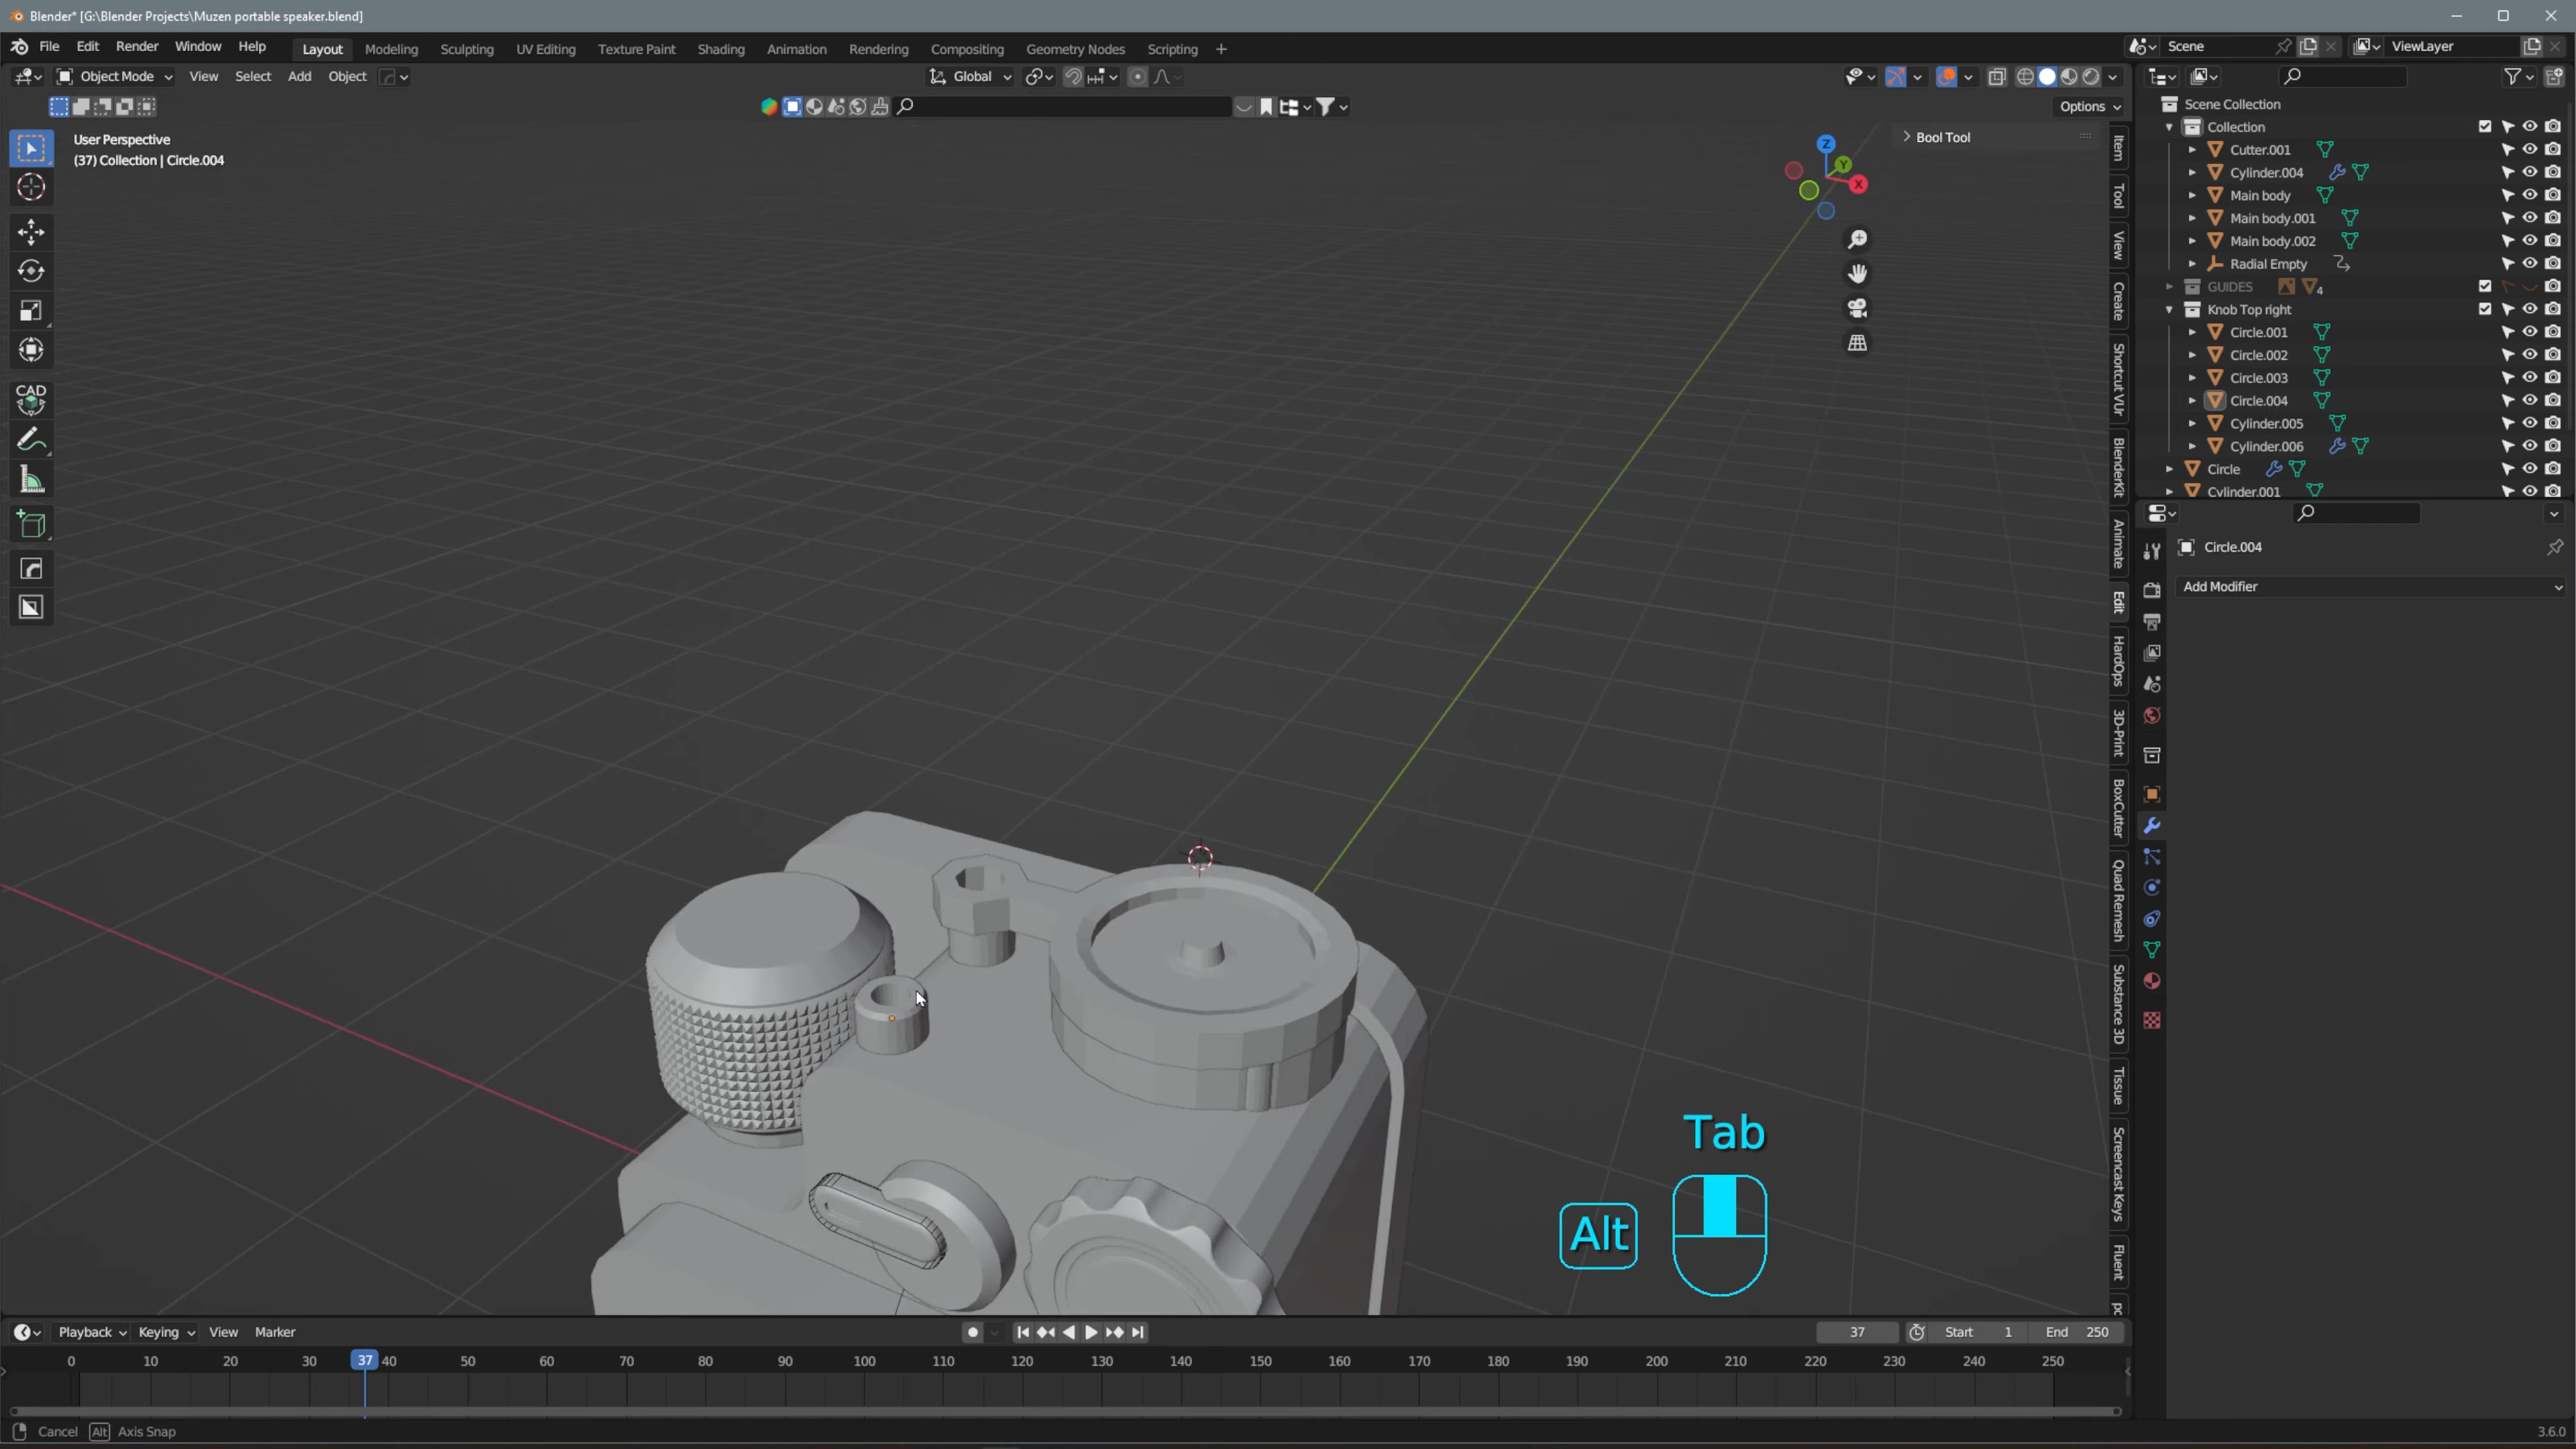 Blender* [G:\Blender Projects\Muzen portable speaker.blend]
File Edit Render Window Help
Layout Modeling Sculpting UV Editing Texture Paint Shading Animation Rendering Compositing Geometry Nodes Scripting +
Scene
ViewLayer
Object Mode View Select Add Object
Global
Options
User Perspective
(37) Collection | Circle.004
Bool Tool
Z
Y
X
CAD
Item
Tool
View
Create
Shortcut VUr
BlenderKit
Animate
Edit
HardOps
3D-Print
BoxCutter
Quad Remesh
Substance 3D
Tissue
Screencast Keys
Fluent
Scene Collection
Collection
Cutter.001
Cylinder.004
Main body
Main body.001
Main body.002
Radial Empty
GUIDES 4
Knob Top right
Circle.001
Circle.002
Circle.003
Circle.004
Cylinder.005
Cylinder.006
Circle
Cylinder.001
Circle.004
Add Modifier
Tab
Alt
Playback Keying View Marker
37 Start 1 End 250
0 10 20 30 37 40 50 60 70 80 90 100 110 120 130 140 150 160 170 180 190 200 210 220 230 240 250
Cancel Alt Axis Snap
3.6.0